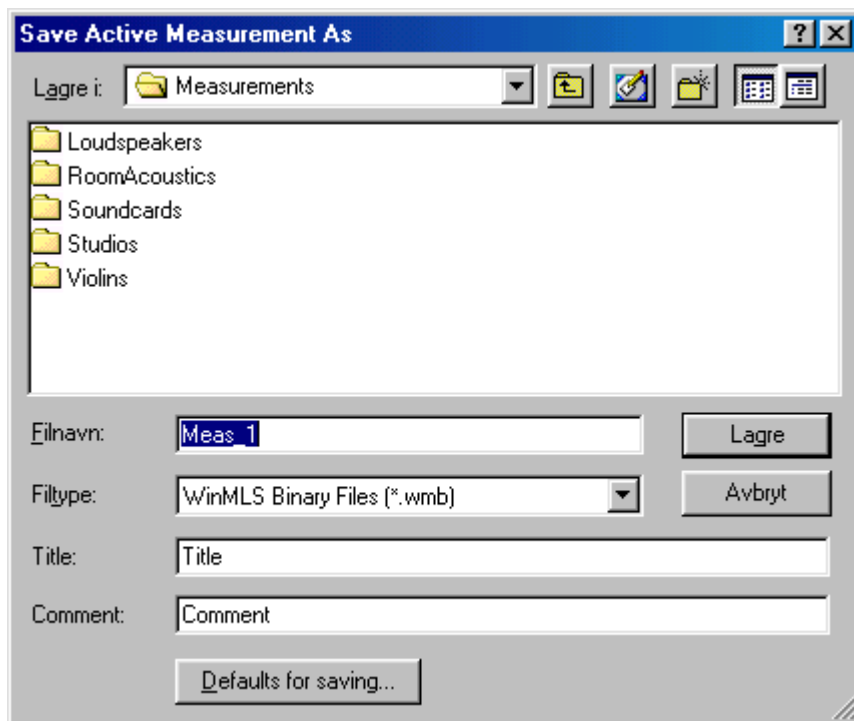 Save Active Measurement As
Lagre i: Measurements
Loudspeakers
RoomAcoustics
Soundcards
Studios
Violins
Filnavn: Meas_1 Lagre
Filtype: WinMLS Binary Files (*.wmb) Avbryt
Title: Title
Comment: Comment
Defaults for saving...